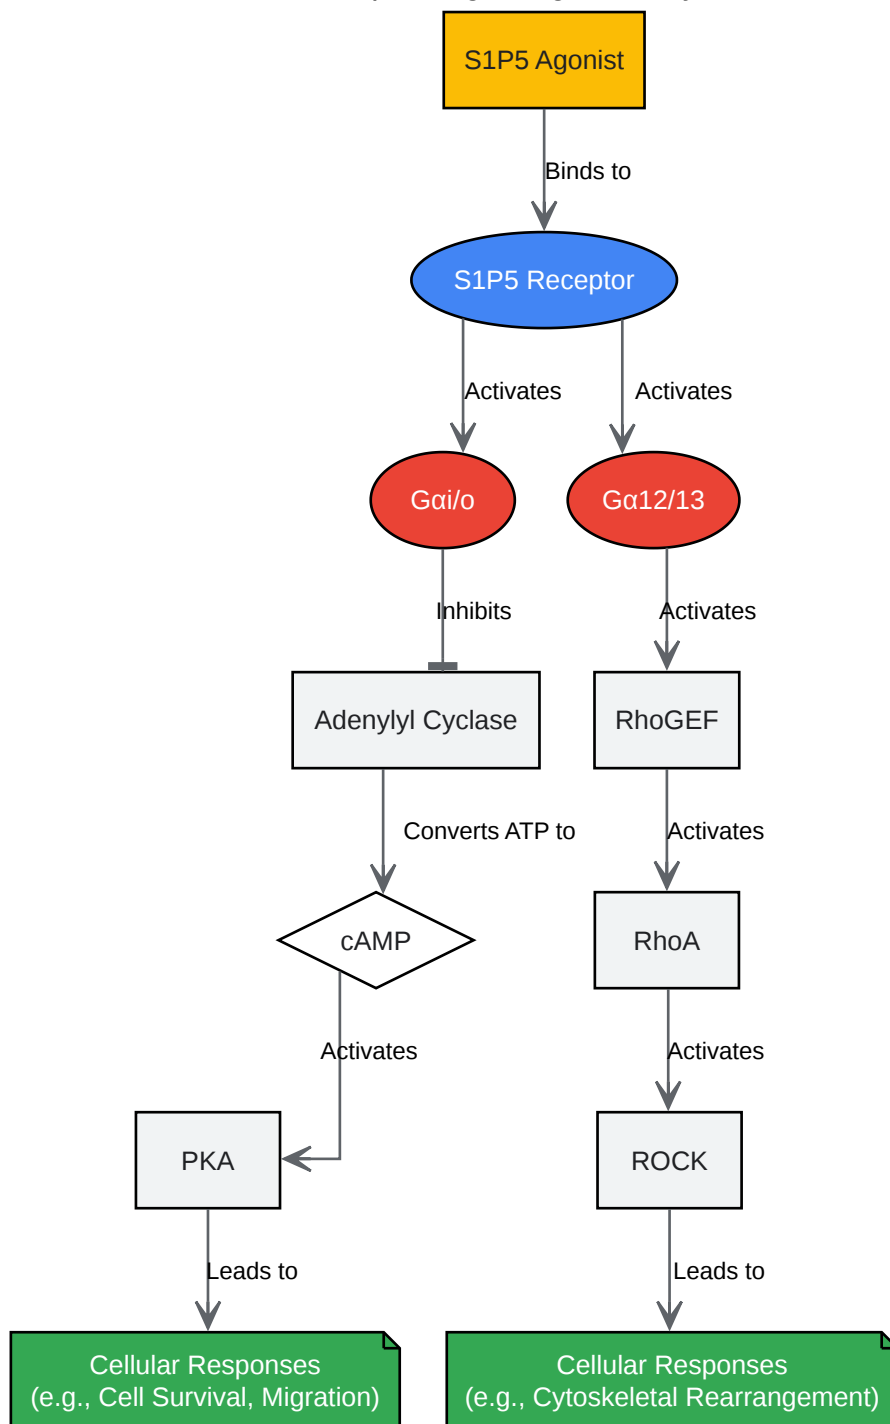 S1P5 Agonist
Binds to
S1P5 Receptor
Activates
Activates
Gαi/o
Gα12/13
Inhibits
Activates
Adenylyl Cyclase
RhoGEF
Converts ATP to
Activates
cAMP
RhoA
Activates
Activates
PKA
ROCK
Leads to
Leads to
Cellular Responses
(e.g., Cell Survival, Migration)
Cellular Responses
(e.g., Cytoskeletal Rearrangement)